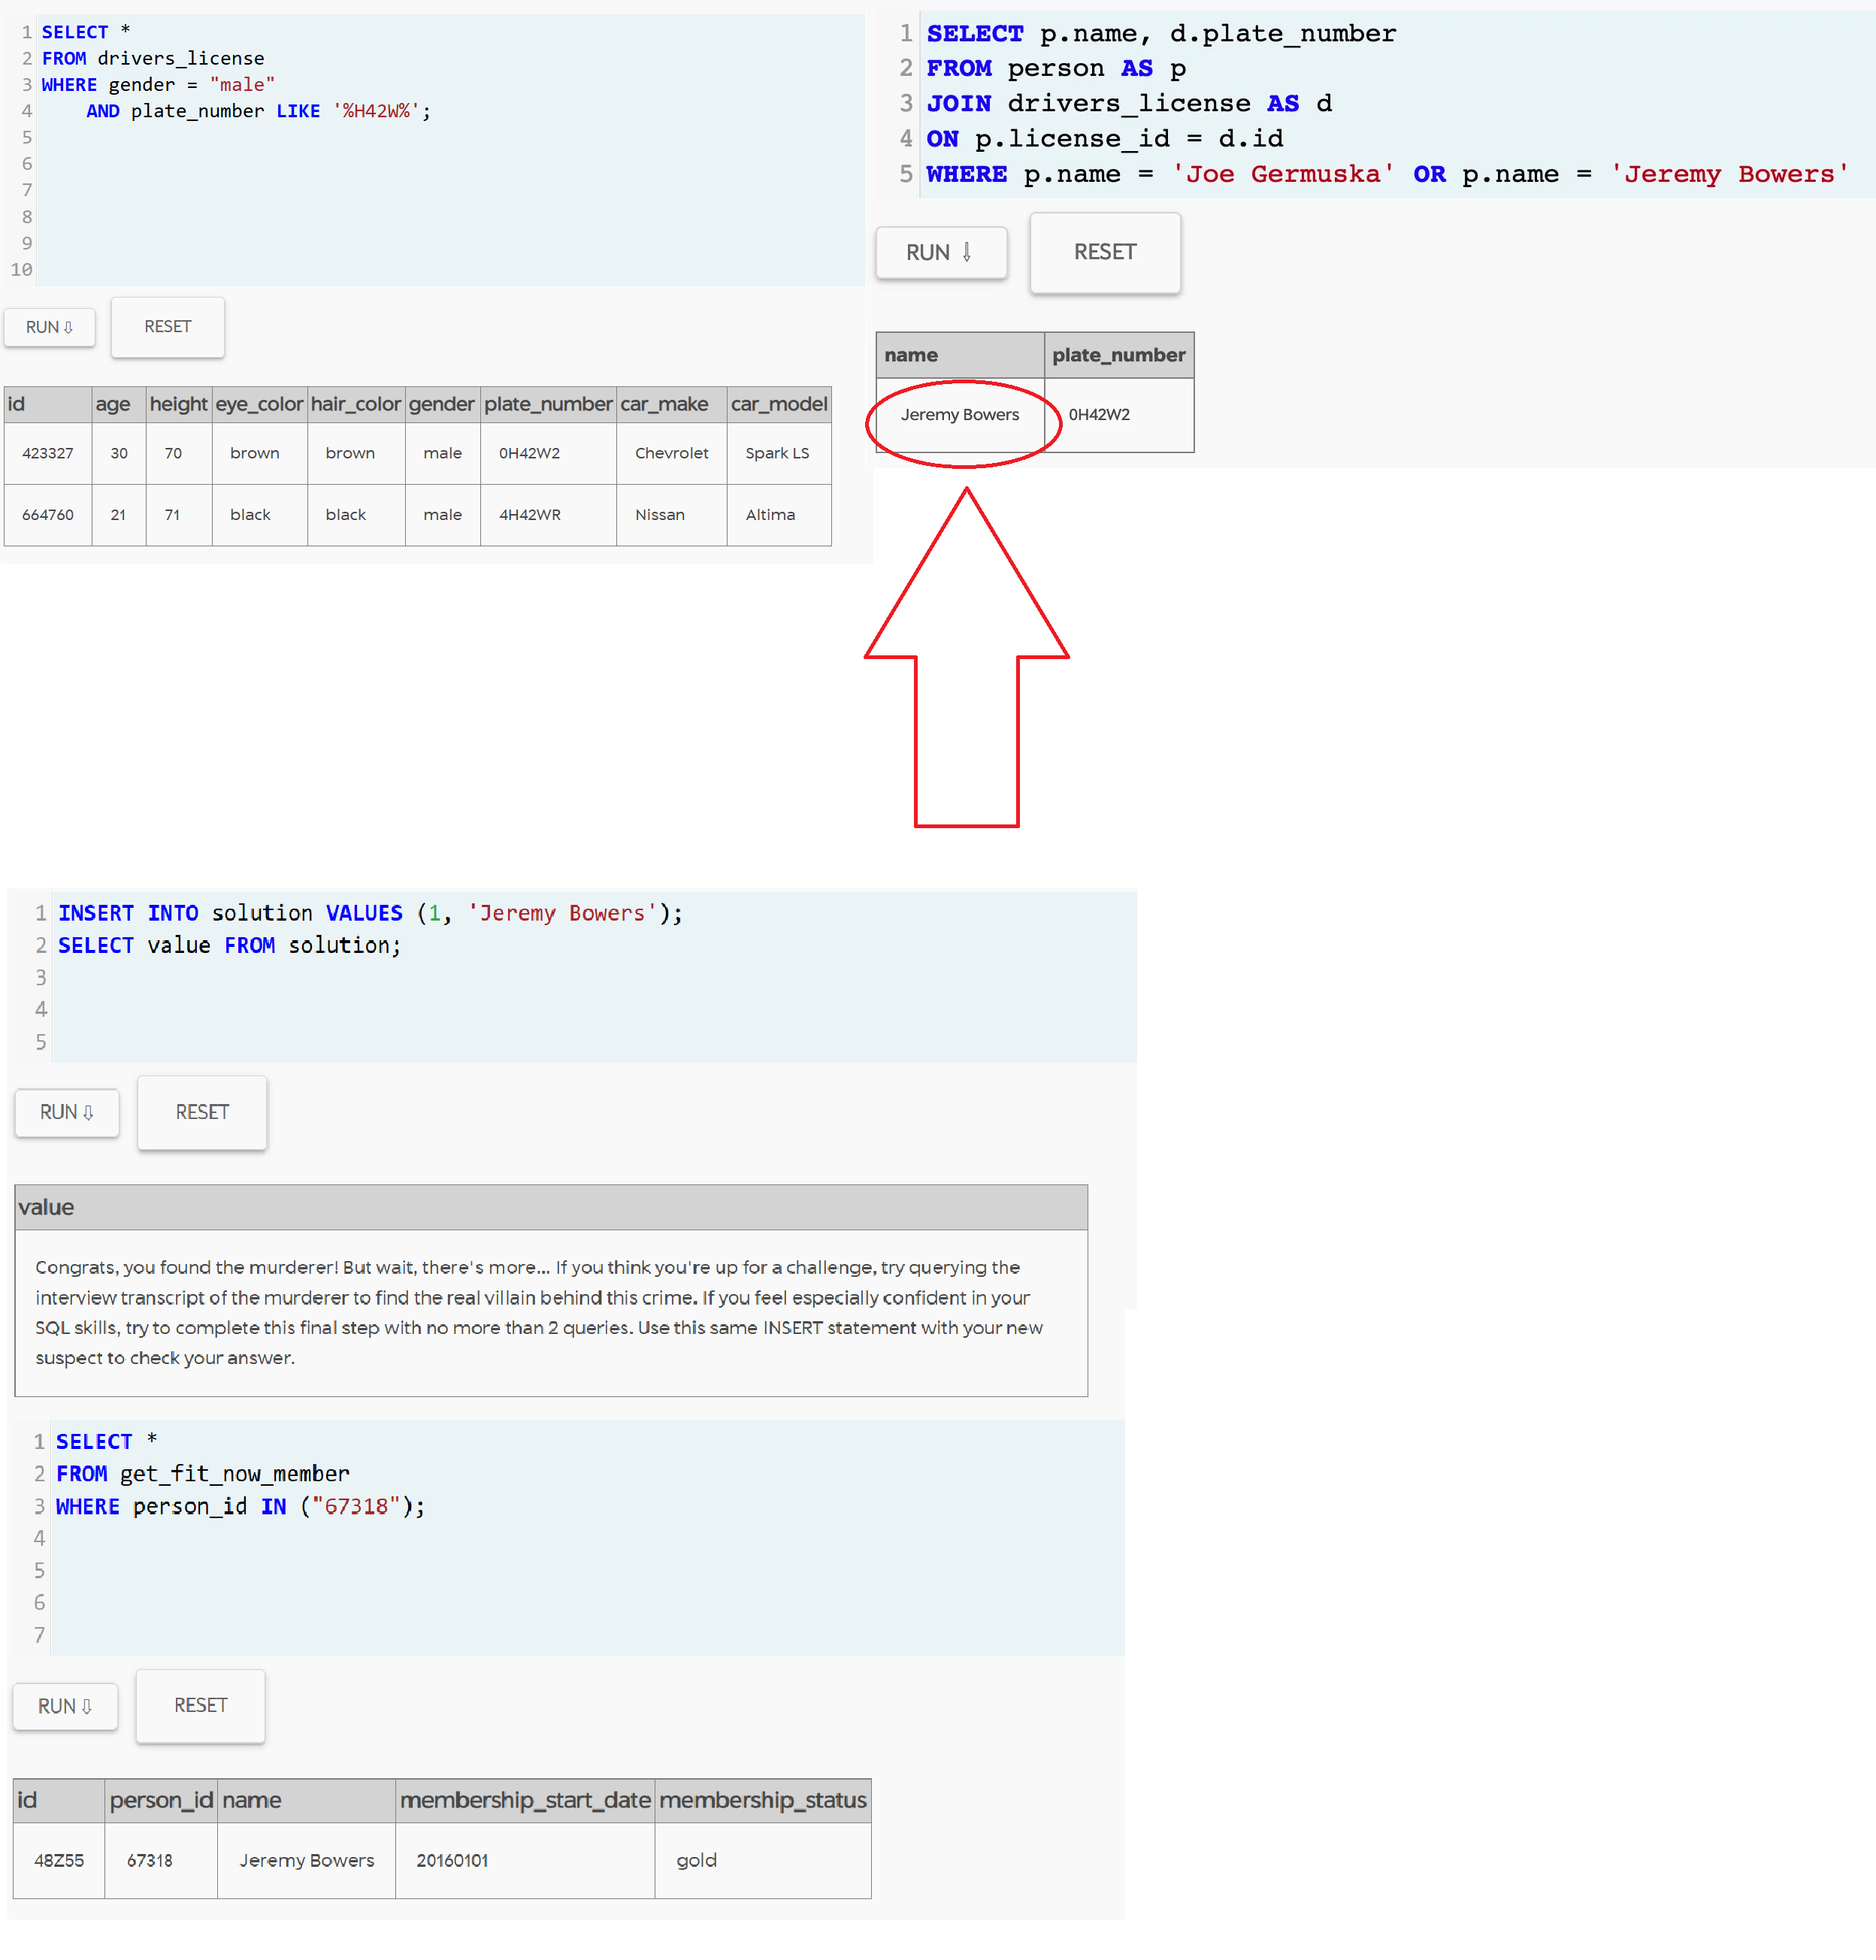 1 SELECT *
2 FROM drivers_license
3 WHERE gender = "male"
4 AND plate_number LIKE '%H42W%';
5
6
7
8
9
10
RUN ⇩ RESET
id age height eye_color hair_color gender plate_number car_make car_model
423327 30 70 brown brown male 0H42W2 Chevrolet Spark LS
664760 21 71 black black male 4H42WR Nissan Altima
1 SELECT p.name, d.plate_number
2 FROM person AS p
3 JOIN drivers_license AS d
4 ON p.license_id = d.id
5 WHERE p.name = 'Joe Germuska' OR p.name = 'Jeremy Bowers'
RUN ⇩ RESET
name plate_number
Jeremy Bowers 0H42W2
1 INSERT INTO solution VALUES (1, 'Jeremy Bowers');
2 SELECT value FROM solution;
3
4
5
RUN ⇩ RESET
value
Congrats, you found the murderer! But wait, there's more... If you think you're up for a challenge, try querying the
interview transcript of the murderer to find the real villain behind this crime. If you feel especially confident in your
SQL skills, try to complete this final step with no more than 2 queries. Use this same INSERT statement with your new
suspect to check your answer.
1 SELECT *
2 FROM get_fit_now_member
3 WHERE person_id IN ("67318");
4
5
6
7
RUN ⇩ RESET
id person_id name membership_start_date membership_status
48Z55 67318 Jeremy Bowers 20160101 gold